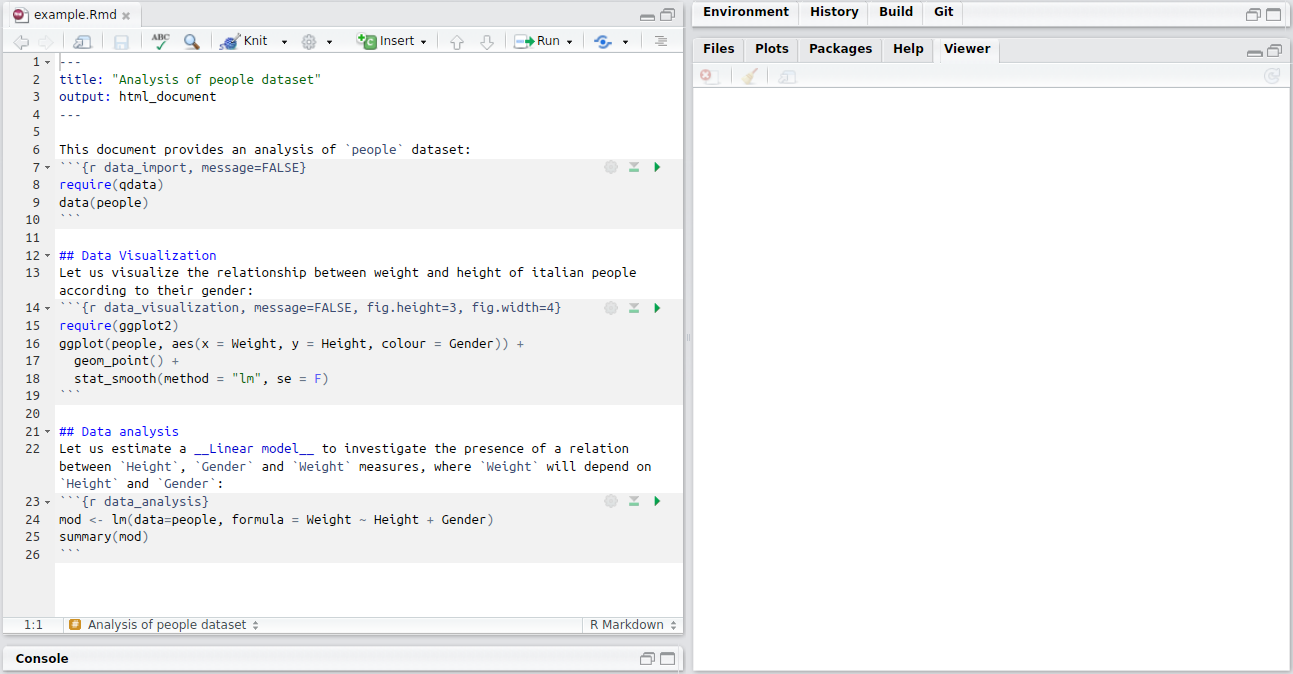 example.Rmd
ABC
Knit
Insert
Run
1 ---
2 title: "Analysis of people dataset"
3 output: html_document
4 ---
5
6 This document provides an analysis of `people` dataset:
7 ```{r data_import, message=FALSE}
8 require(qdata)
9 data(people)
10 ```
11
12 ## Data Visualization
13 Let us visualize the relationship between weight and height of italian people
according to their gender:
14 ```{r data_visualization, message=FALSE, fig.height=3, fig.width=4}
15 require(ggplot2)
16 ggplot(people, aes(x = Weight, y = Height, colour = Gender)) +
17   geom_point() +
18   stat_smooth(method = "lm", se = F)
19 ```
20
21 ## Data analysis
22 Let us estimate a __Linear model__ to investigate the presence of a relation
between `Height`, `Gender` and `Weight` measures, where `Weight` will depend on
`Height` and `Gender`:
23 ```{r data_analysis}
24 mod <- lm(data=people, formula = Weight ~ Height + Gender)
25 summary(mod)
26 ```
1:1 # Analysis of people dataset R Markdown
Console
Environment History Build Git
Files Plots Packages Help Viewer